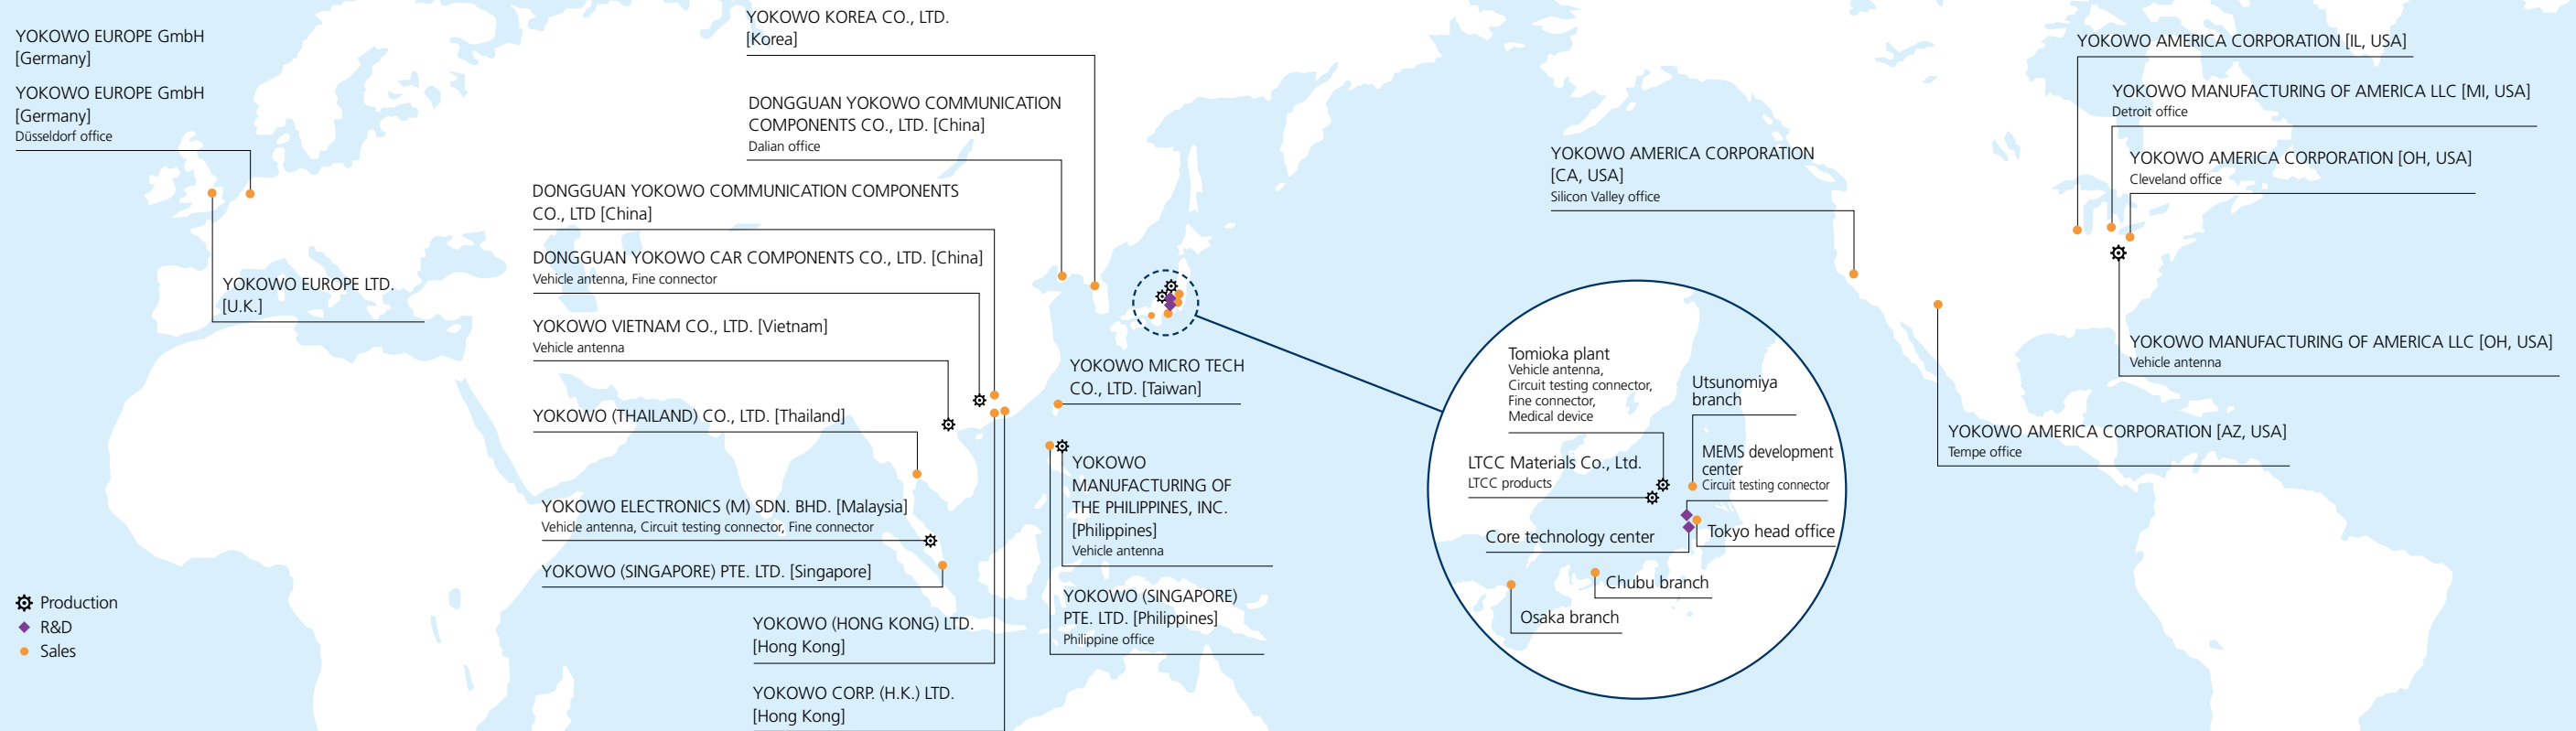 YOKOWO EUROPE GmbH
[Germany]
YOKOWO EUROPE GmbH
[Germany]
Düsseldorf office
YOKOWO EUROPE LTD.
[U.K.]
YOKOWO KOREA CO., LTD.
[Korea]
DONGGUAN YOKOWO COMMUNICATION
COMPONENTS CO., LTD. [China]
Dalian office
DONGGUAN YOKOWO COMMUNICATION COMPONENTS
CO., LTD [China]
DONGGUAN YOKOWO CAR COMPONENTS CO., LTD. [China]
Vehicle antenna, Fine connector
YOKOWO VIETNAM CO., LTD. [Vietnam]
Vehicle antenna
YOKOWO (THAILAND) CO., LTD. [Thailand]
YOKOWO ELECTRONICS (M) SDN. BHD. [Malaysia]
Vehicle antenna, Circuit testing connector, Fine connector
YOKOWO (SINGAPORE) PTE. LTD. [Singapore]
YOKOWO (HONG KONG) LTD.
[Hong Kong]
YOKOWO CORP. (H.K.) LTD.
[Hong Kong]
YOKOWO MICRO TECH
CO., LTD. [Taiwan]
YOKOWO
MANUFACTURING OF
THE PHILIPPINES, INC.
[Philippines]
Vehicle antenna
YOKOWO (SINGAPORE)
PTE. LTD. [Philippines]
Philippine office
Tomioka plant
Vehicle antenna,
Circuit testing connector,
Fine connector,
Medical device
LTCC Materials Co., Ltd.
LTCC products
Core technology center
Utsunomiya
branch
MEMS development
center
Circuit testing connector
Tokyo head office
Chubu branch
Osaka branch
YOKOWO AMERICA CORPORATION
[CA, USA]
Silicon Valley office
YOKOWO AMERICA CORPORATION [IL, USA]
YOKOWO MANUFACTURING OF AMERICA LLC [MI, USA]
Detroit office
YOKOWO AMERICA CORPORATION [OH, USA]
Cleveland office
YOKOWO MANUFACTURING OF AMERICA LLC [OH, USA]
Vehicle antenna
YOKOWO AMERICA CORPORATION [AZ, USA]
Tempe office
Production
R&D
Sales